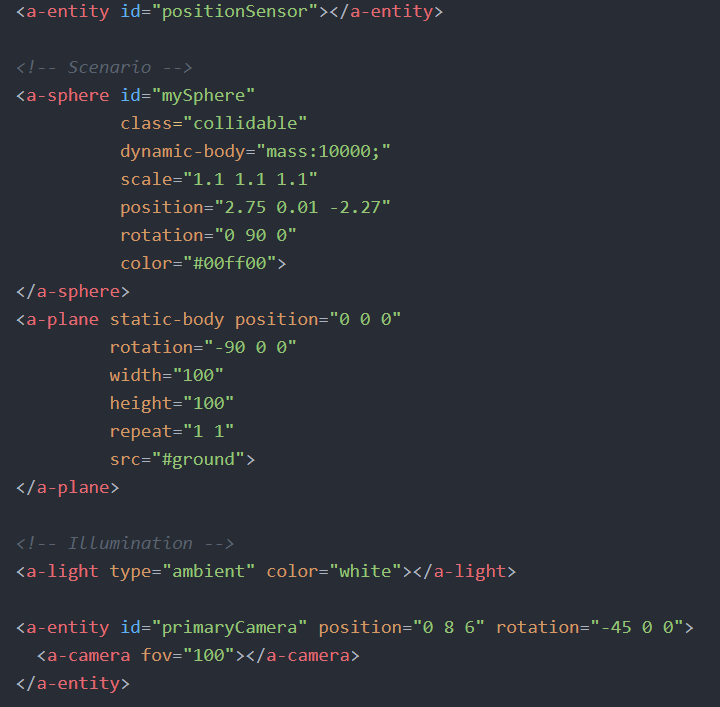 <a-entity id="positionSensor"></a-entity>

<!-- Scenario -->
<a-sphere id="mySphere"
          class="collidable"
          dynamic-body="mass:10000;"
          scale="1.1 1.1 1.1"
          position="2.75 0.01 -2.27"
          rotation="0 90 0"
          color="#00ff00">
</a-sphere>
<a-plane static-body position="0 0 0"
         rotation="-90 0 0"
         width="100"
         height="100"
         repeat="1 1"
         src="#ground">
</a-plane>

<!-- Illumination -->
<a-light type="ambient" color="white"></a-light>

<a-entity id="primaryCamera" position="0 8 6" rotation="-45 0 0">
  <a-camera fov="100"></a-camera>
</a-entity>